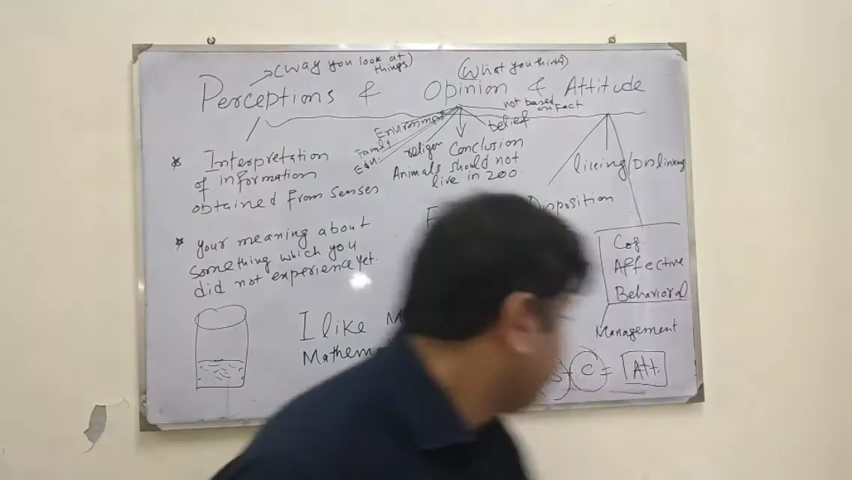 (way you look at
things)
(What you think)
Perceptions & Opinion & Attitude
not based
on Fact
Environment
belief
Family
Edu
religion
Conclusion
Animals should not
live in zoo
* Interpretation
of information
obtained from senses
liking/Disliking
Disposition
* your meaning about
something which you
did not experience yet.
Cog
Affective
Behavioral
Management
I like M
Mathem
C = Att.